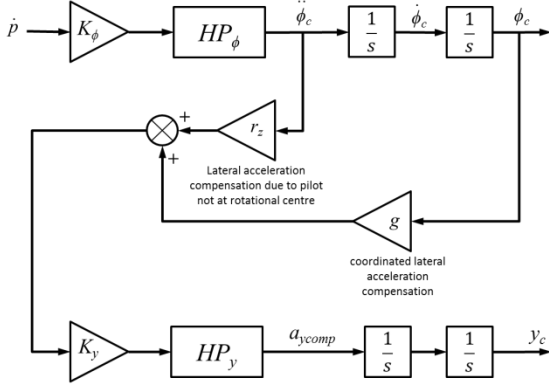 ṗ
K_ϕ
HP_ϕ
ϕ̈_c
1/s
ϕ̇_c
1/s
ϕ_c
+
+
r_z
Lateral acceleration
compensation due to pilot
not at rotational centre
g
coordinated lateral
acceleration
compensation
K_y
HP_y
a_ycomp
1/s
1/s
y_c